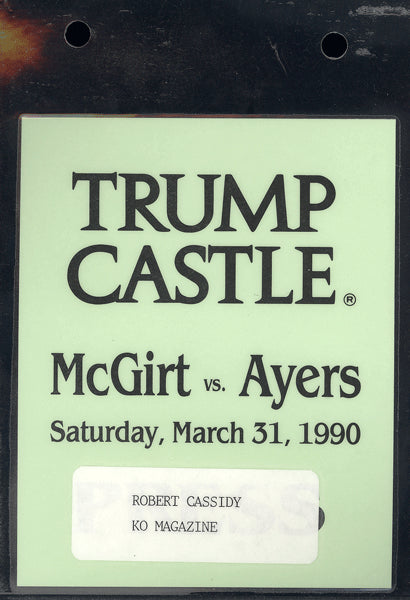 TRUMP
CASTLE®
McGirt vs. Ayers
Saturday, March 31, 1990
ROBERT CASSIDY
KO MAGAZINE